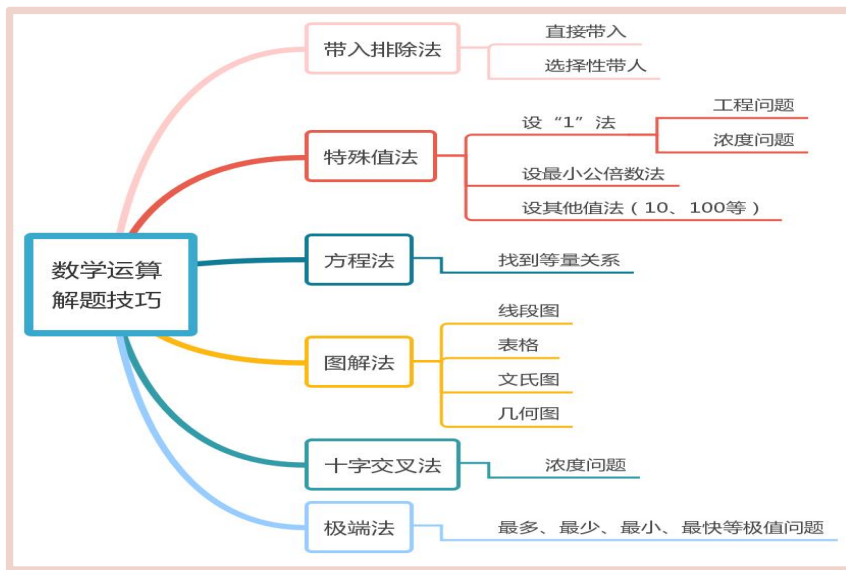 数学运算
解题技巧
带入排除法
直接带入
选择性带人
特殊值法
设“1”法
工程问题
浓度问题
设最小公倍数法
设其他值法（10、100等）
方程法
找到等量关系
图解法
线段图
表格
文氏图
几何图
十字交叉法
浓度问题
极端法
最多、最少、最小、最快等极值问题